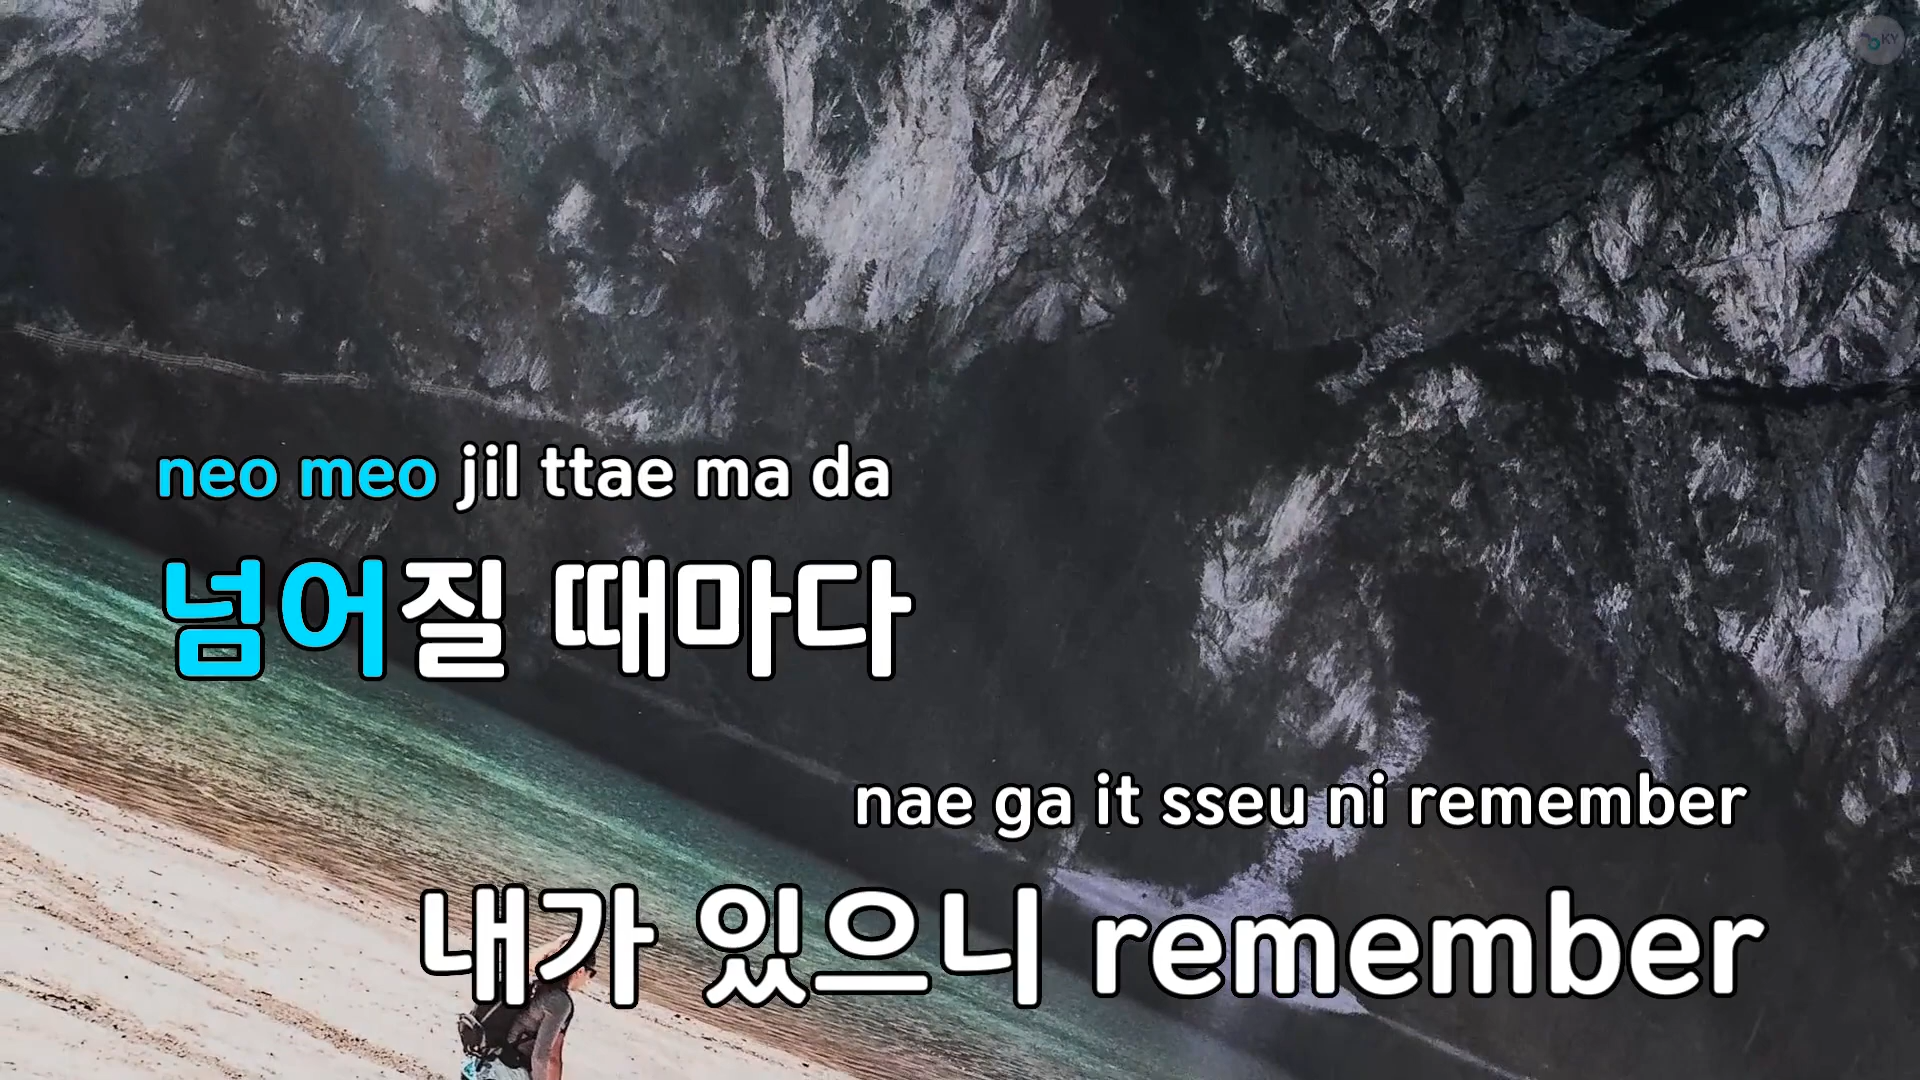 KY
neo meo jil ttae ma da
넘어질 때마다
nae ga it sseu ni remember
내가 있으니 remember